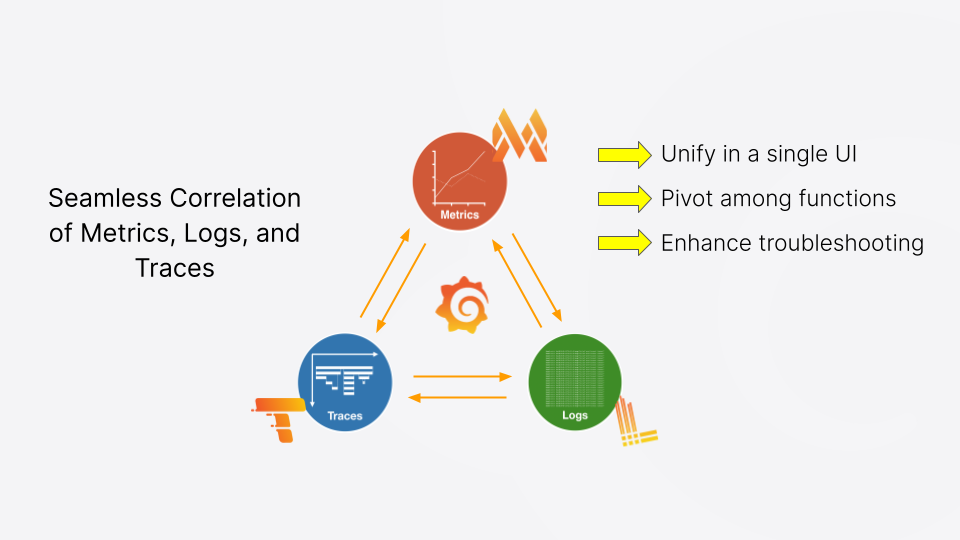 Seamless Correlation
of Metrics, Logs, and
Traces
Metrics
Traces
Logs
Unify in a single UI
Pivot among functions
Enhance troubleshooting